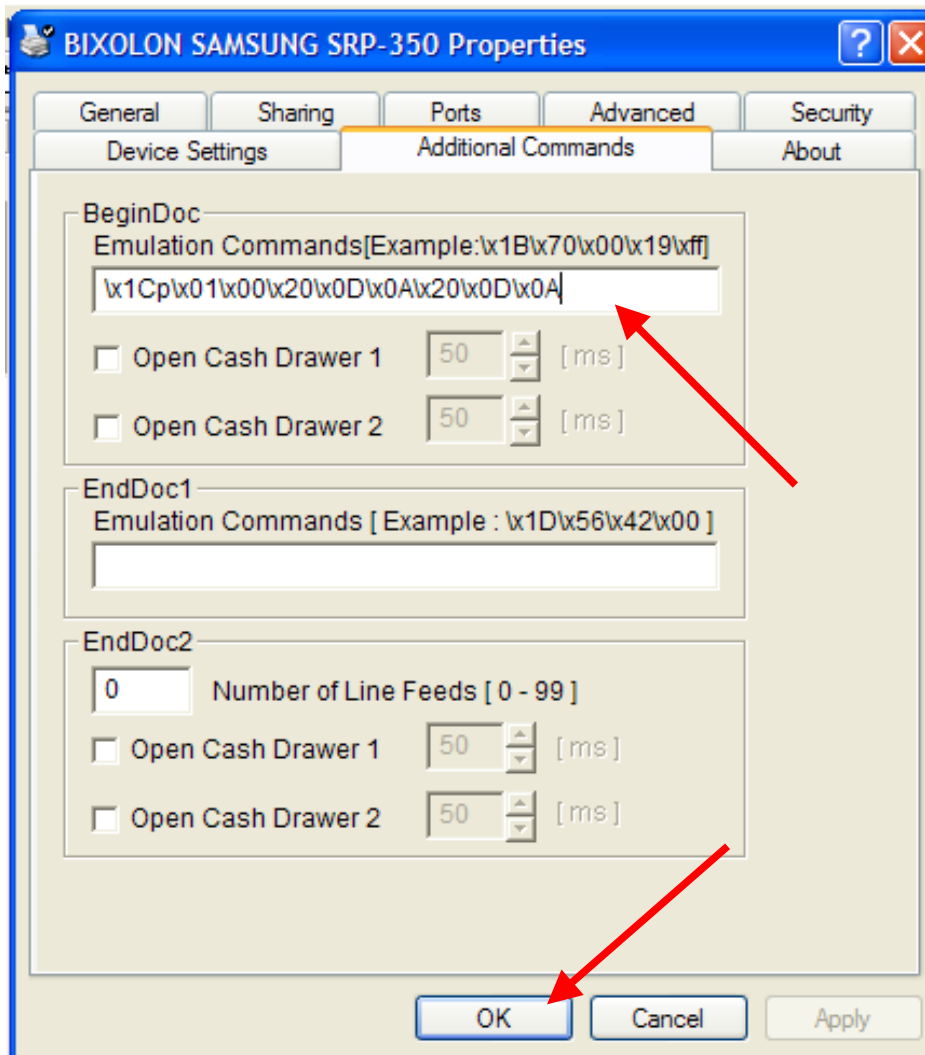 BIXOLON SAMSUNG SRP-350 Properties
General Sharing Ports Advanced Security
Device Settings Additional Commands About
BeginDoc
Emulation Commands[Example:\x1B\x70\x00\x19\xff]
\x1Cp\x01\x00\x20\x0D\x0A\x20\x0D\x0A
Open Cash Drawer 1 50 [ ms ]
Open Cash Drawer 2 50 [ ms ]
EndDoc1
Emulation Commands [ Example : \x1D\x56\x42\x00 ]
EndDoc2
0 Number of Line Feeds [ 0 - 99 ]
Open Cash Drawer 1 50 [ ms ]
Open Cash Drawer 2 50 [ ms ]
OK Cancel Apply